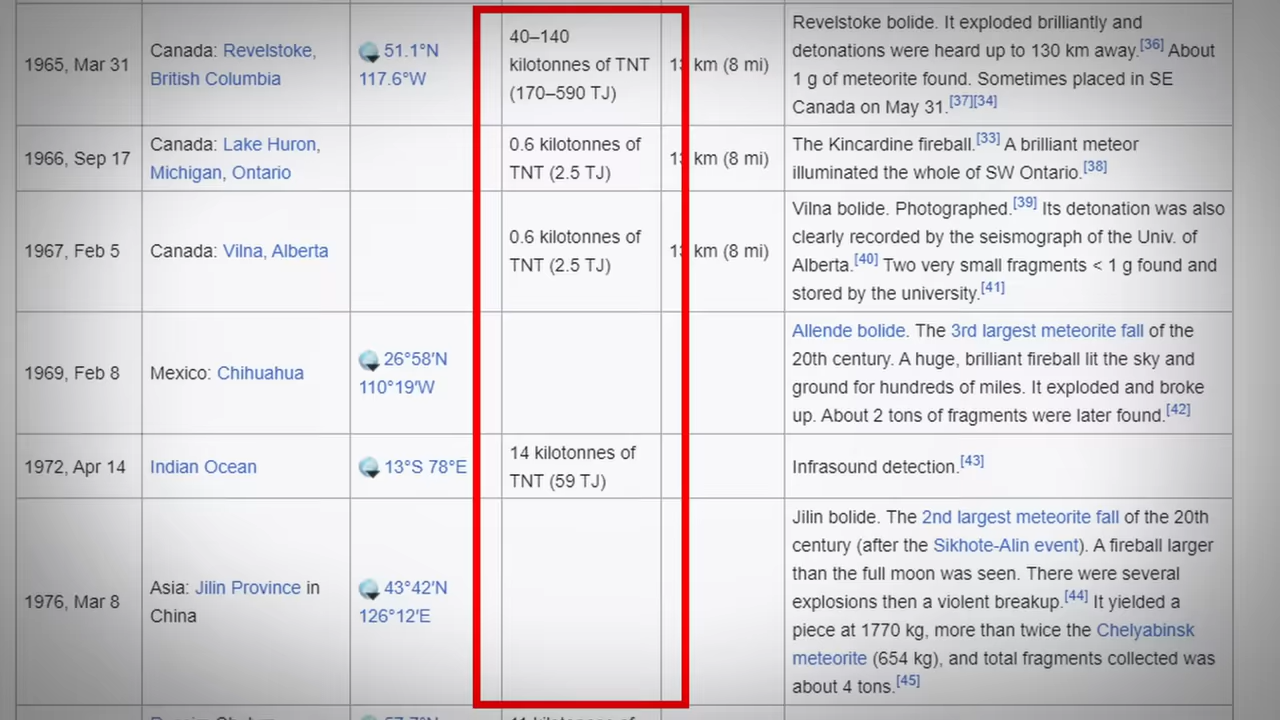 1965, Mar 31
Canada: Revelstoke,
British Columbia
51.1°N
117.6°W
40–140
kilotonnes of TNT
(170–590 TJ)
13 km (8 mi)
Revelstoke bolide. It exploded brilliantly and
detonations were heard up to 130 km away.[36] About
1 g of meteorite found. Sometimes placed in SE
Canada on May 31.[37][34]
1966, Sep 17
Canada: Lake Huron,
Michigan, Ontario
0.6 kilotonnes of
TNT (2.5 TJ)
13 km (8 mi)
The Kincardine fireball.[33] A brilliant meteor
illuminated the whole of SW Ontario.[38]
1967, Feb 5
Canada: Vilna, Alberta
0.6 kilotonnes of
TNT (2.5 TJ)
13 km (8 mi)
Vilna bolide. Photographed.[39] Its detonation was also
clearly recorded by the seismograph of the Univ. of
Alberta.[40] Two very small fragments < 1 g found and
stored by the university.[41]
1969, Feb 8
Mexico: Chihuahua
26°58′N
110°19′W
Allende bolide. The 3rd largest meteorite fall of the
20th century. A huge, brilliant fireball lit the sky and
ground for hundreds of miles. It exploded and broke
up. About 2 tons of fragments were later found.[42]
1972, Apr 14
Indian Ocean
13°S 78°E
14 kilotonnes of
TNT (59 TJ)
Infrasound detection.[43]
1976, Mar 8
Asia: Jilin Province in
China
43°42′N
126°12′E
Jilin bolide. The 2nd largest meteorite fall of the 20th
century (after the Sikhote-Alin event). A fireball larger
than the full moon was seen. There were several
explosions then a violent breakup.[44] It yielded a
piece at 1770 kg, more than twice the Chelyabinsk
meteorite (654 kg), and total fragments collected was
about 4 tons.[45]